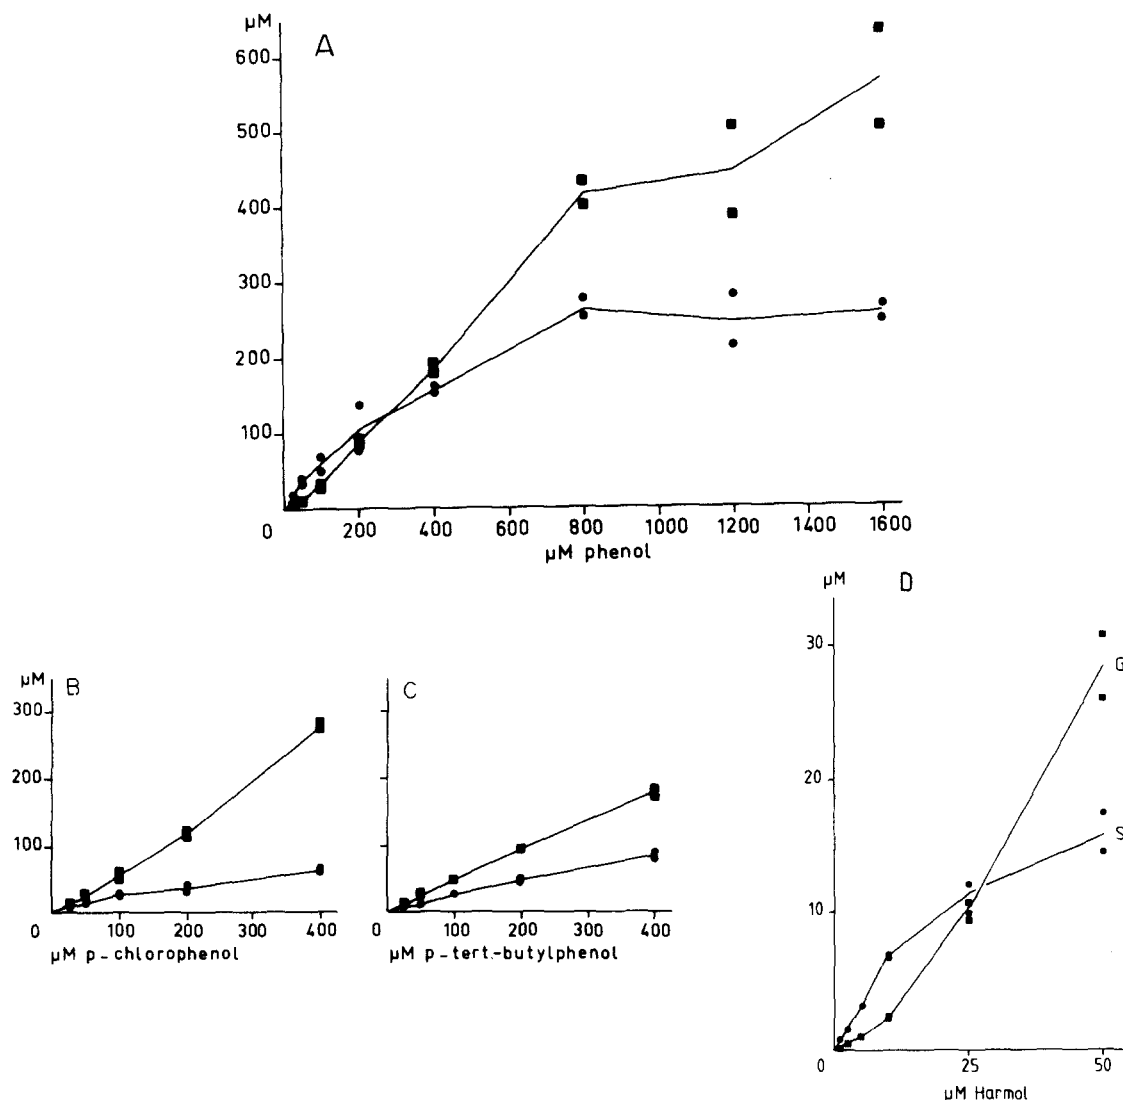 µM
A
600
500
400
300
200
100
0
200 400 600 800 1000 1200 1400 1600
µM phenol
µM
B
300
200
100
0 100 200 300 400
µM p-chlorophenol
C
0 100 200 300 400
µM p-tert.-butylphenol
µM
D
30
G
20
S
10
0 25 50
µM Harmol